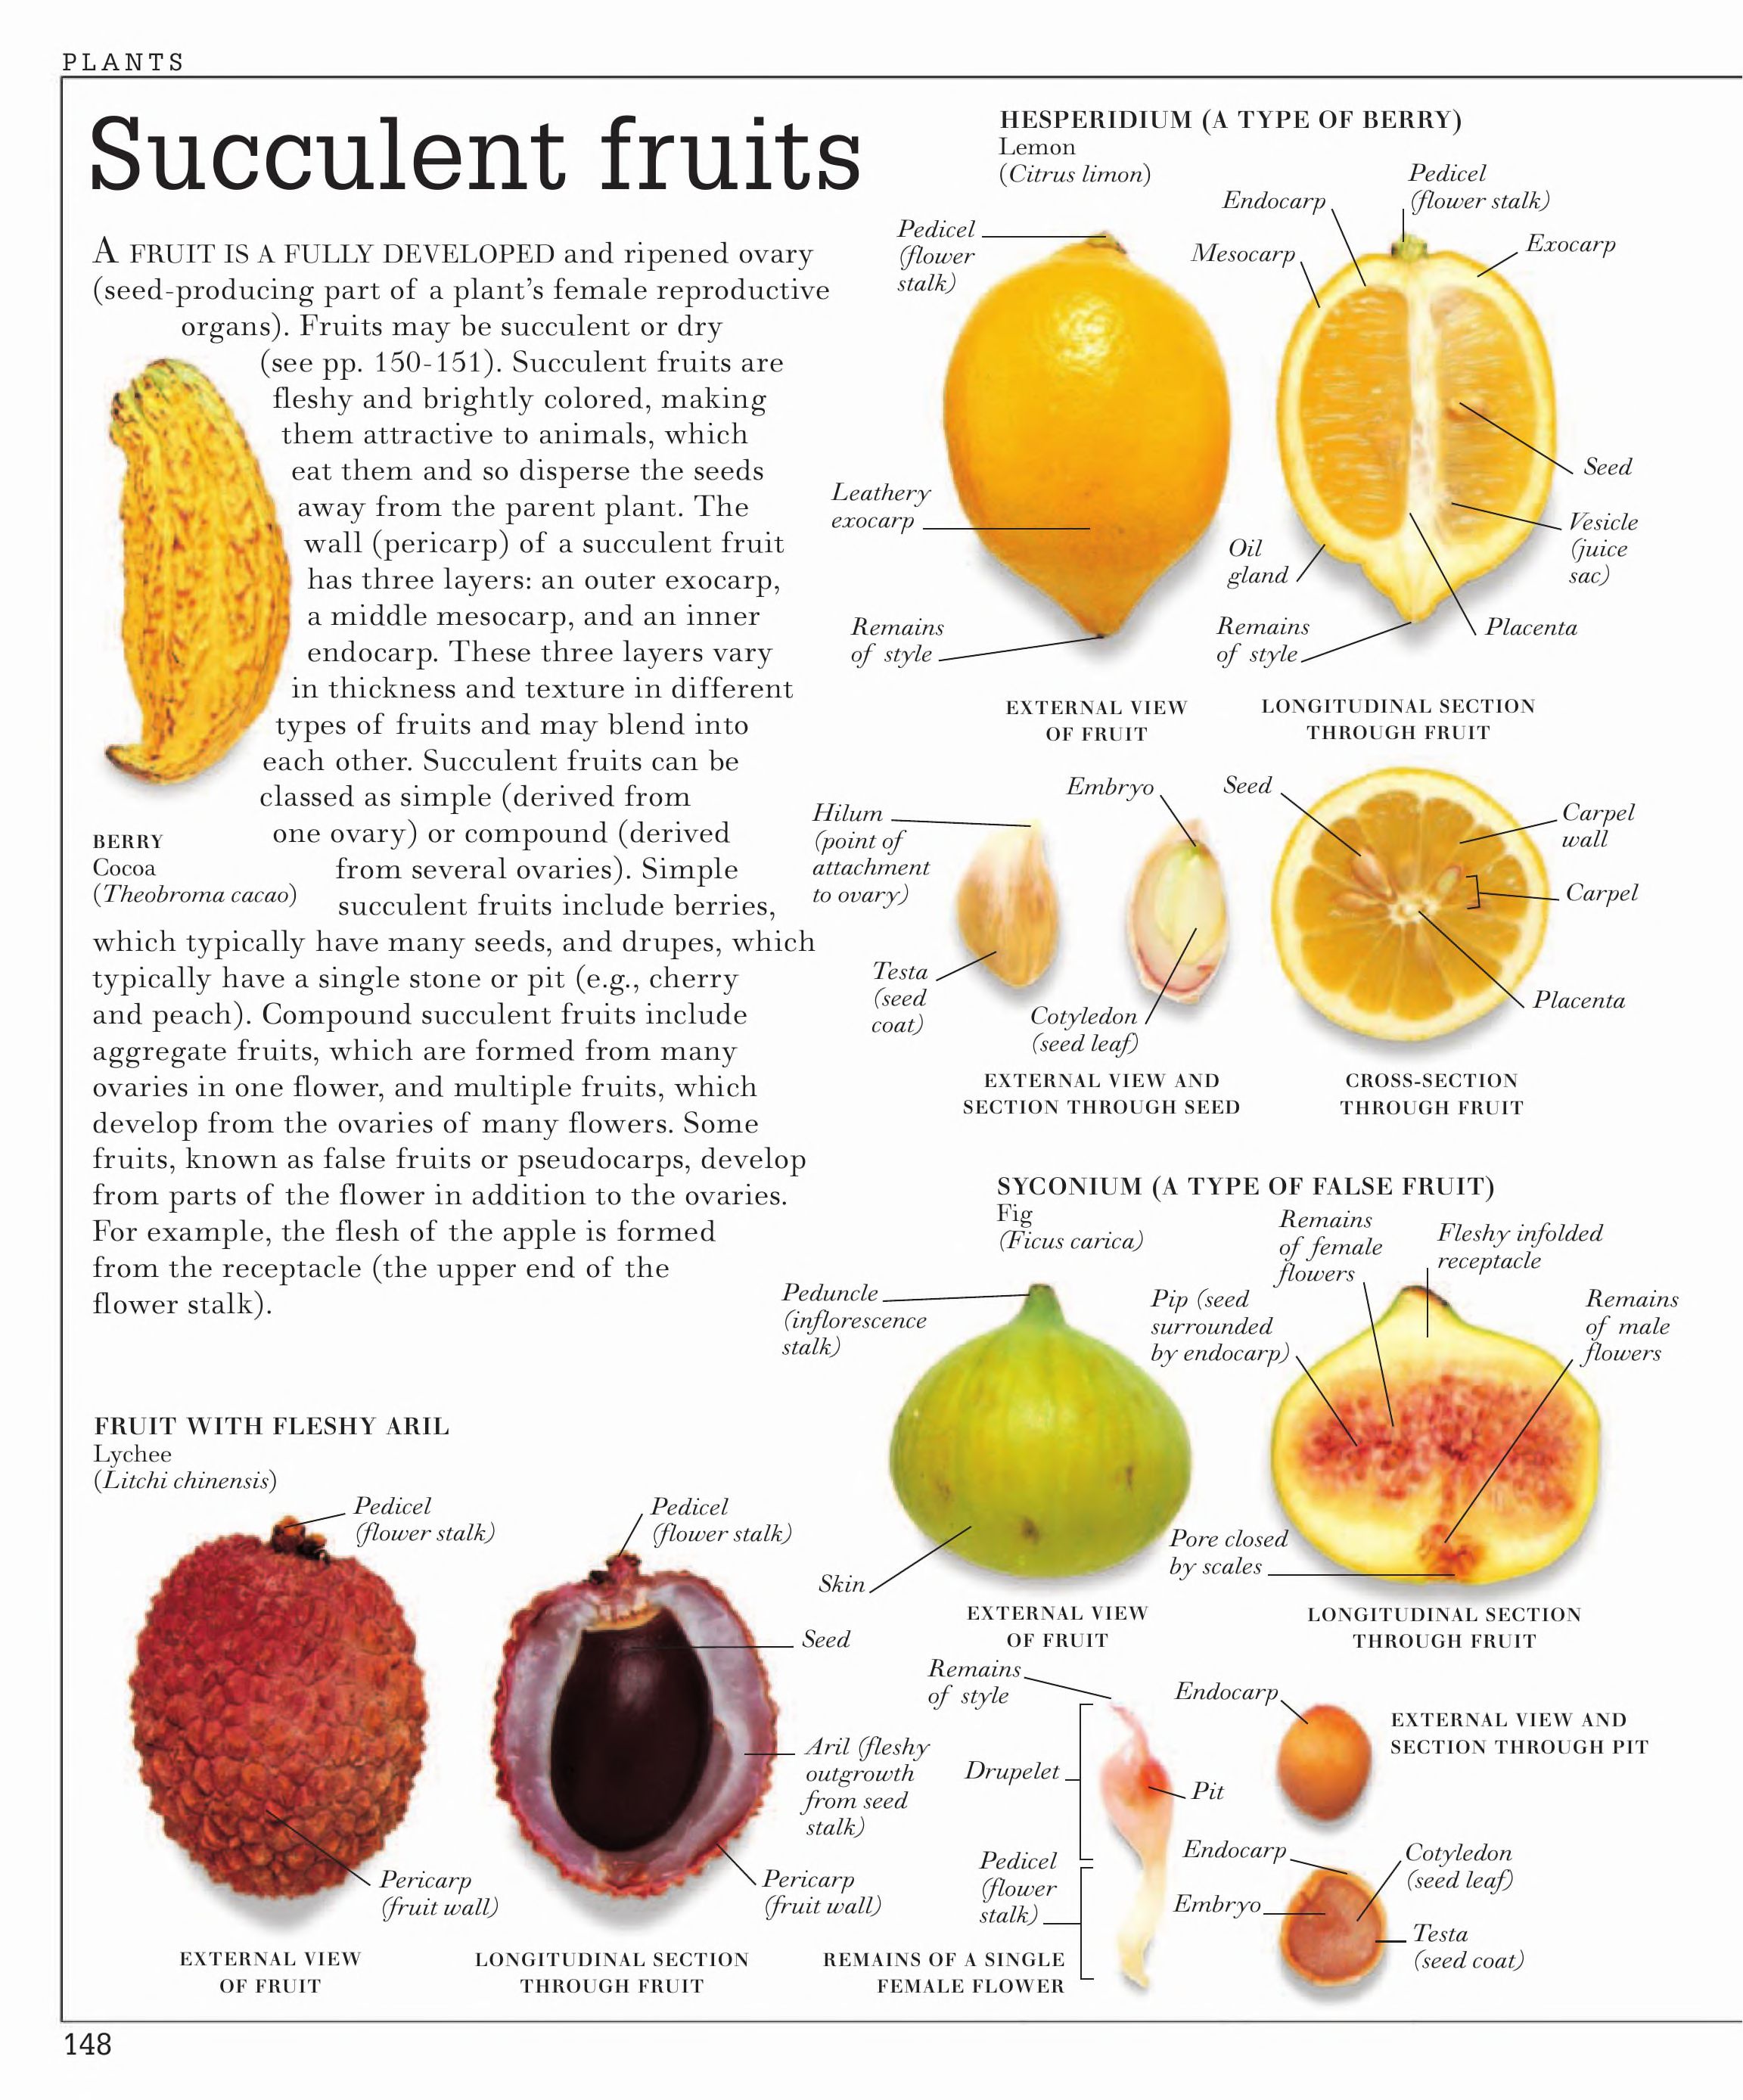 PLANTS
Succulent fruits
A FRUIT IS A FULLY DEVELOPED and ripened ovary
(seed-producing part of a plant's female reproductive
organs). Fruits may be succulent or dry
(see pp. 150-151). Succulent fruits are
fleshy and brightly colored, making
them attractive to animals, which
eat them and so disperse the seeds
away from the parent plant. The
wall (pericarp) of a succulent fruit
has three layers: an outer exocarp,
a middle mesocarp, and an inner
endocarp. These three layers vary
in thickness and texture in different
types of fruits and may blend into
each other. Succulent fruits can be
classed as simple (derived from
one ovary) or compound (derived
from several ovaries). Simple
succulent fruits include berries,
which typically have many seeds, and drupes, which
typically have a single stone or pit (e.g., cherry
and peach). Compound succulent fruits include
aggregate fruits, which are formed from many
ovaries in one flower, and multiple fruits, which
develop from the ovaries of many flowers. Some
fruits, known as false fruits or pseudocarps, develop
from parts of the flower in addition to the ovaries.
For example, the flesh of the apple is formed
from the receptacle (the upper end of the
flower stalk).
BERRY
Cocoa
(Theobroma cacao)
HESPERIDIUM (A TYPE OF BERRY)
Lemon
(Citrus limon)
Pedicel
(flower
stalk)
Leathery
exocarp
Remains
of style
EXTERNAL VIEW
OF FRUIT
Endocarp
Mesocarp
Pedicel
(flower stalk)
Exocarp
Seed
Vesicle
(juice
sac)
Oil
gland
Remains
of style
Placenta
LONGITUDINAL SECTION
THROUGH FRUIT
Hilum
(point of
attachment
to ovary)
Testa
(seed
coat)
Embryo
Cotyledon
(seed leaf)
EXTERNAL VIEW AND
SECTION THROUGH SEED
Seed
Carpel
wall
Carpel
Placenta
CROSS-SECTION
THROUGH FRUIT
SYCONIUM (A TYPE OF FALSE FRUIT)
Fig
(Ficus carica)
Peduncle
(inflorescence
stalk)
Skin
EXTERNAL VIEW
OF FRUIT
Remains
of female
flowers
Fleshy infolded
receptacle
Pip (seed
surrounded
by endocarp)
Remains
of male
flowers
Pore closed
by scales
LONGITUDINAL SECTION
THROUGH FRUIT
FRUIT WITH FLESHY ARIL
Lychee
(Litchi chinensis)
Pedicel
(flower stalk)
Pericarp
(fruit wall)
EXTERNAL VIEW
OF FRUIT
Pedicel
(flower stalk)
Seed
Aril (fleshy
outgrowth
from seed
stalk)
Pericarp
(fruit wall)
LONGITUDINAL SECTION
THROUGH FRUIT
Remains
of style
Drupelet
Pit
Pedicel
(flower
stalk)
REMAINS OF A SINGLE
FEMALE FLOWER
Endocarp
EXTERNAL VIEW AND
SECTION THROUGH PIT
Endocarp
Embryo
Cotyledon
(seed leaf)
Testa
(seed coat)
148